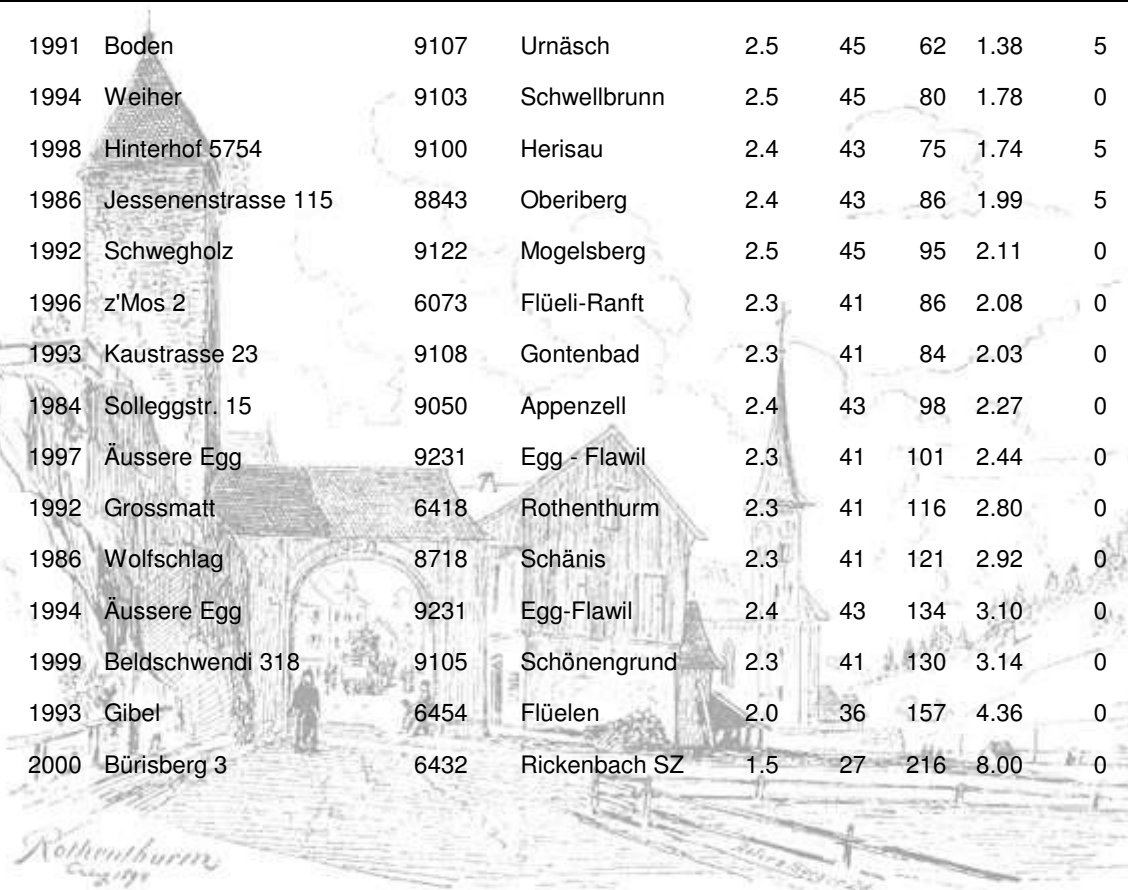 1991 Boden 9107 Urnäsch 2.5 45 62 1.38 5
1994 Weiher 9103 Schwellbrunn 2.5 45 80 1.78 0
1998 Hinterhof 5754 9100 Herisau 2.4 43 75 1.74 5
1986 Jessenenstrasse 115 8843 Oberiberg 2.4 43 86 1.99 5
1992 Schwegholz 9122 Mogelsberg 2.5 45 95 2.11 0
1996 z'Mos 2 6073 Flüeli-Ranft 2.3 41 86 2.08 0
1993 Kaustrasse 23 9108 Gontenbad 2.3 41 84 2.03 0
1984 Solleggstr. 15 9050 Appenzell 2.4 43 98 2.27 0
1997 Äussere Egg 9231 Egg - Flawil 2.3 41 101 2.44 0
1992 Grossmatt 6418 Rothenthurm 2.3 41 116 2.80 0
1986 Wolfschlag 8718 Schänis 2.3 41 121 2.92 0
1994 Äussere Egg 9231 Egg-Flawil 2.4 43 134 3.10 0
1999 Beldschwendi 318 9105 Schönengrund 2.3 41 130 3.14 0
1993 Gibel 6454 Flüelen 2.0 36 157 4.36 0
2000 Bürisberg 3 6432 Rickenbach SZ 1.5 27 216 8.00 0
Rothenthurm